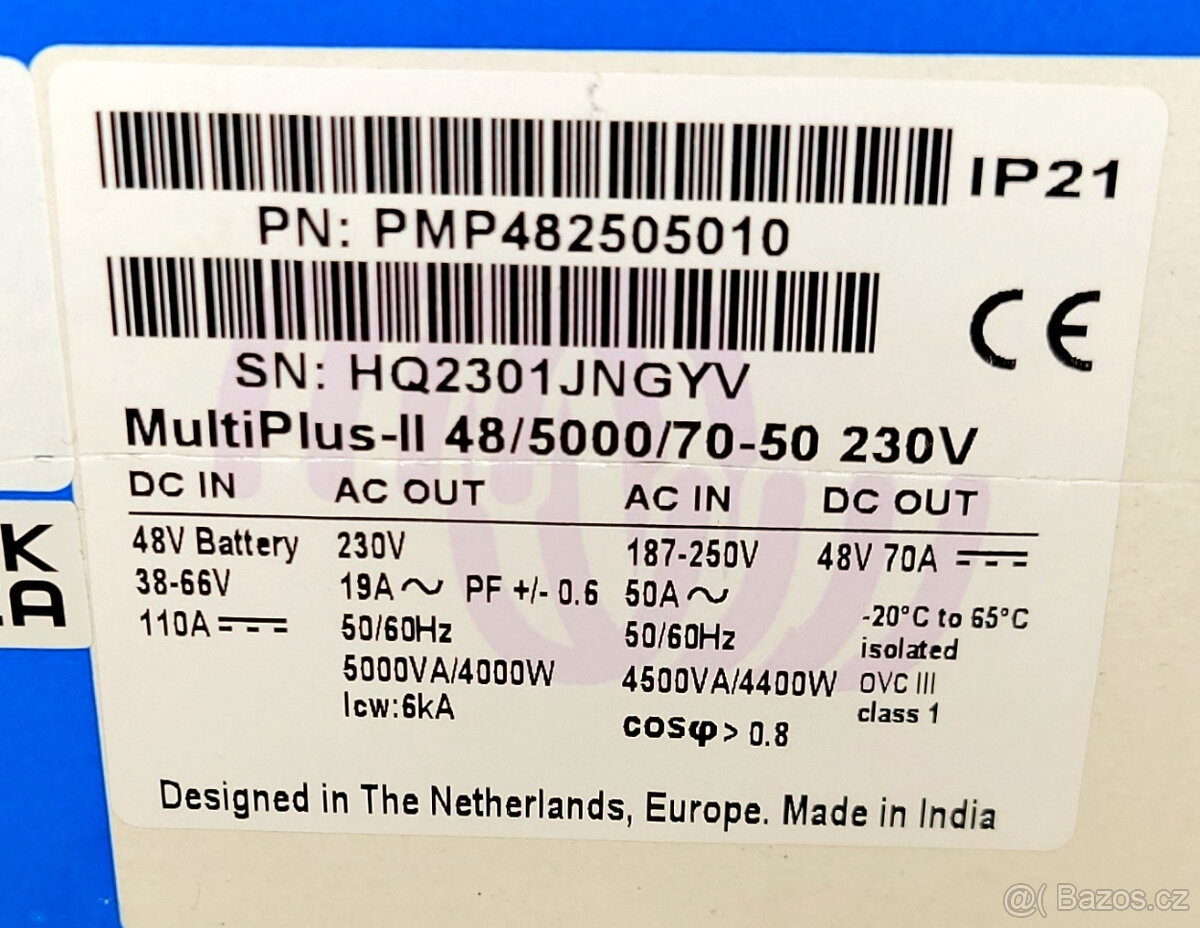 IP21
PN: PMP482505010
SN: HQ2301JNGYV
CE
MultiPlus-II 48/5000/70-50 230V
DC IN AC OUT AC IN DC OUT
48V Battery 230V 187-250V 48V 70A
38-66V 19A~ PF +/- 0.6 50A~ -20°C to 65°C
110A 50/60Hz 50/60Hz isolated
5000VA/4000W 4500VA/4400W OVC III
Icw:6kA cosφ> 0.8 class 1
Designed in The Netherlands, Europe. Made in India
K
A
@( Bazos.cz